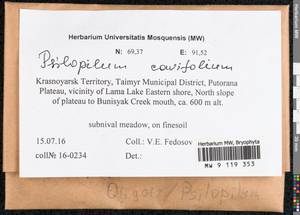 Herbarium Universitatis Mosquensis (MW)
N: 69,37 E: 91,52
Psilopilum cavifolium
Krasnoyarsk Territory, Taimyr Municipal District, Putorana
Plateau, vicinity of Lama Lake Eastern shore, North slope
of plateau to Bunisyak Creek mouth, ca. 600 m alt.
subnival meadow, on finesoil
15.07.16 Coll.: V.E. Fedosov
coll№ 16-0234 Det.:
Herbarium MW, Bryophyta
MW 9 119 353
Oligotr/Psilopilum